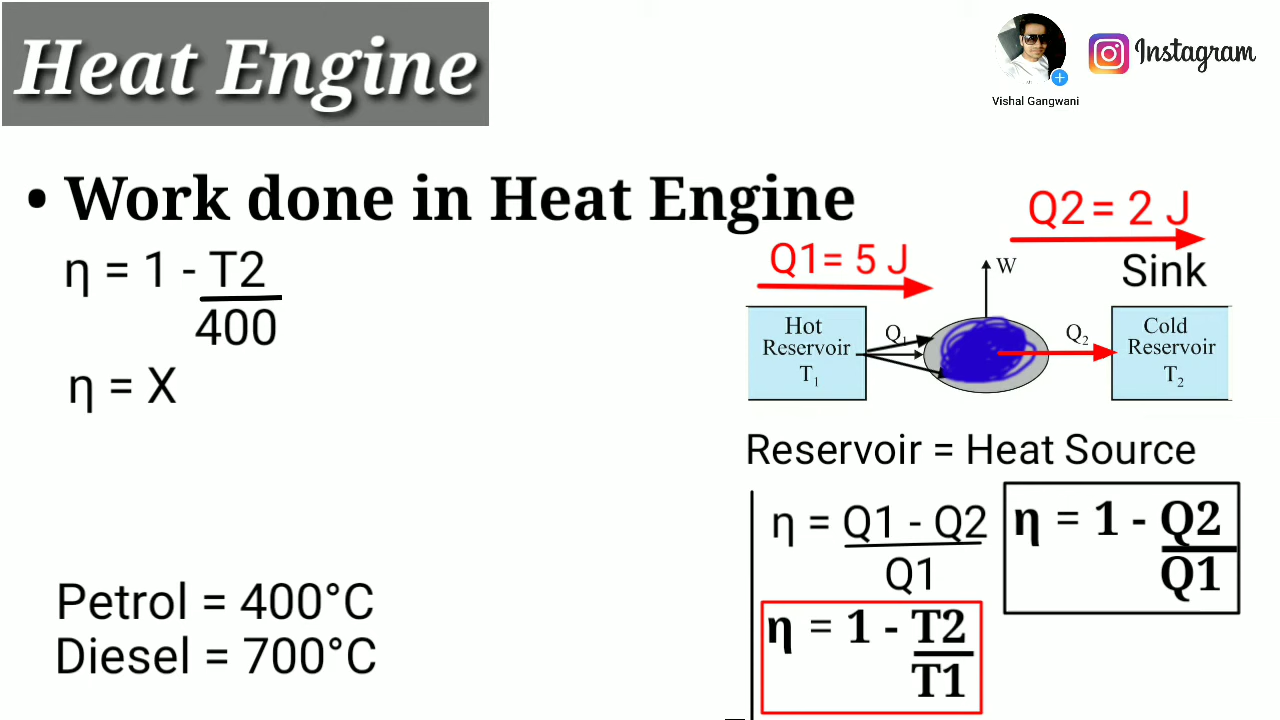 Heat Engine
Instagram
Vishal Gangwani
• Work done in Heat Engine
η = 1 - T2
400
η = X
Petrol = 400°C
Diesel = 700°C
Q2 = 2 J
Q1= 5 J
W
Sink
Hot
Reservoir
T1
Q1
Q2
Cold
Reservoir
T2
Reservoir = Heat Source
η = Q1 - Q2
Q1
η = 1 - Q2
Q1
η = 1 - T2
T1